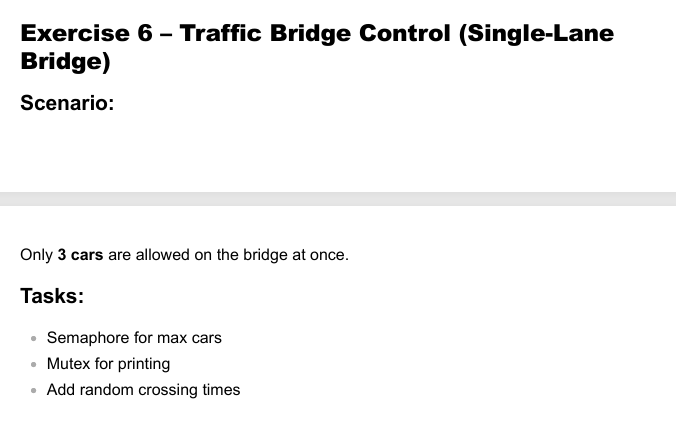 Exercise 6 – Traffic Bridge Control (Single-Lane
Bridge)
Scenario:
Only 3 cars are allowed on the bridge at once.
Tasks:
Semaphore for max cars
Mutex for printing
Add random crossing times